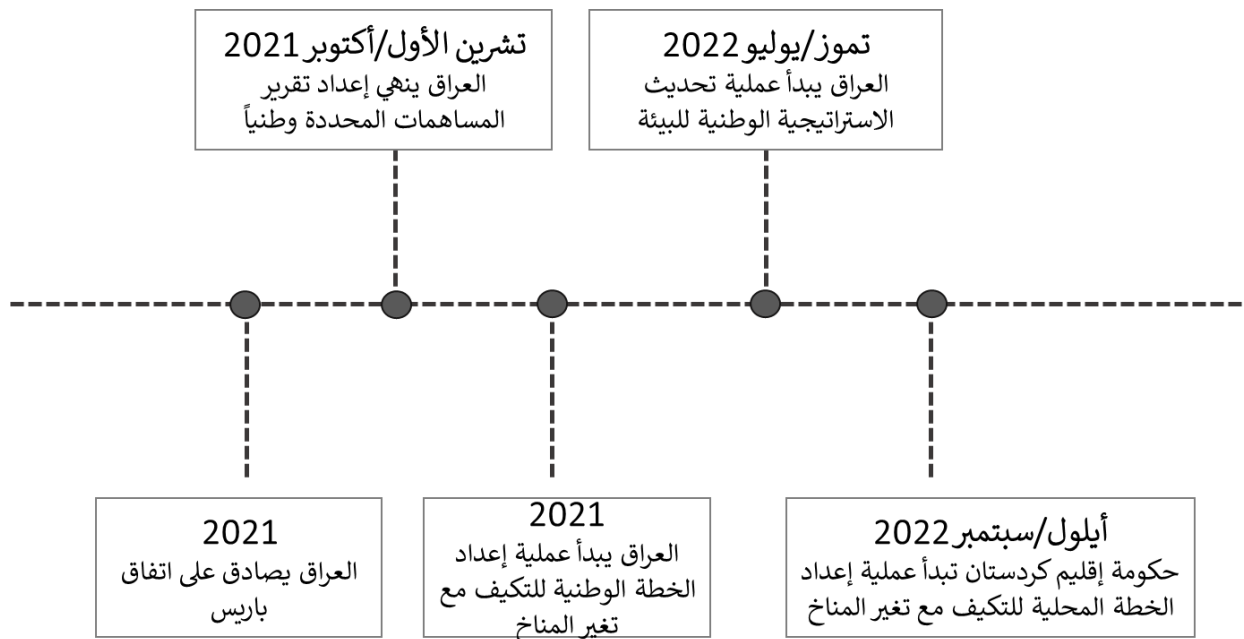 تشرين الأول/أكتوبر 2021
العراق ينهي إعداد تقرير
المساهمات المحددة وطنياً
تموز/يوليو 2022
العراق يبدأ عملية تحديث
الاستراتيجية الوطنية للبيئة
2021
العراق يصادق على اتفاق
باريس
2021
العراق يبدأ عملية إعداد
الخطة الوطنية للتكيف مع
تغير المناخ
أيلول/سبتمبر 2022
حكومة إقليم كردستان تبدأ عملية إعداد
الخطة المحلية للتكيف مع تغير المناخ